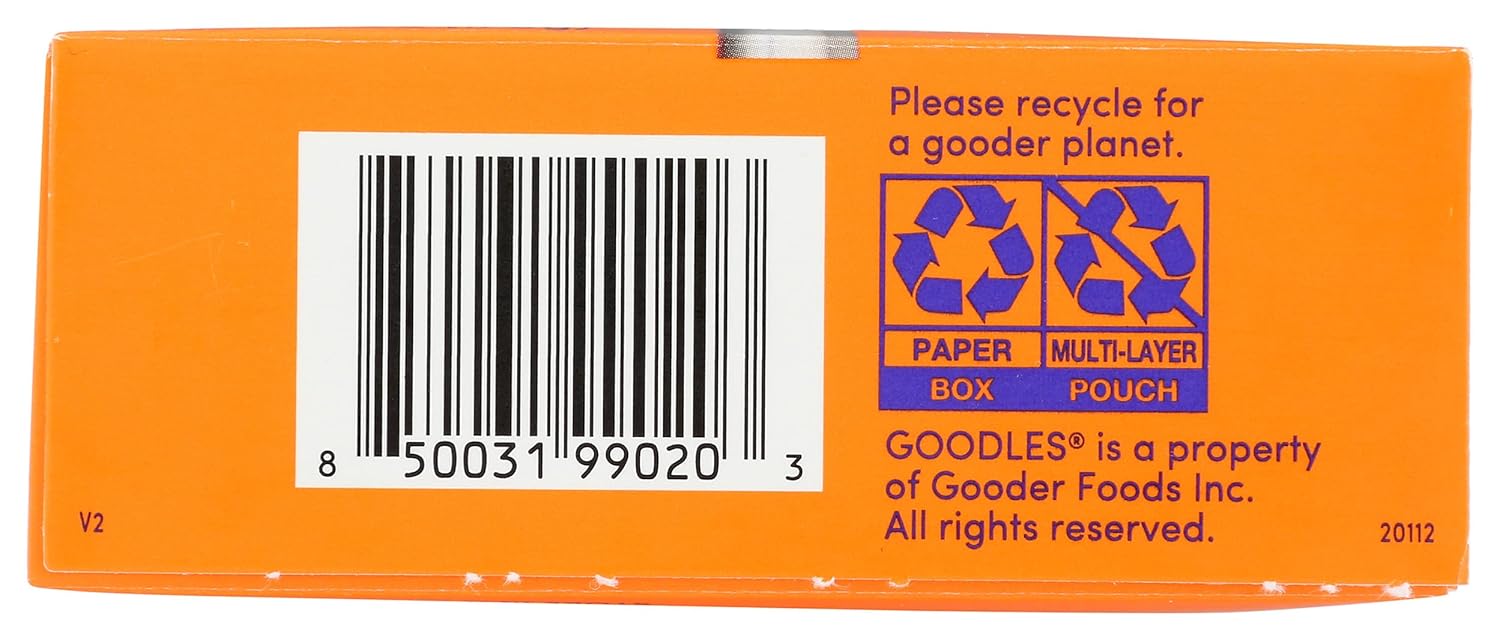 Please recycle for
a gooder planet.
PAPER MULTI-LAYER
BOX POUCH
8 50031 99020 3
GOODLES® is a property
of Gooder Foods Inc.
All rights reserved.
V2
20112